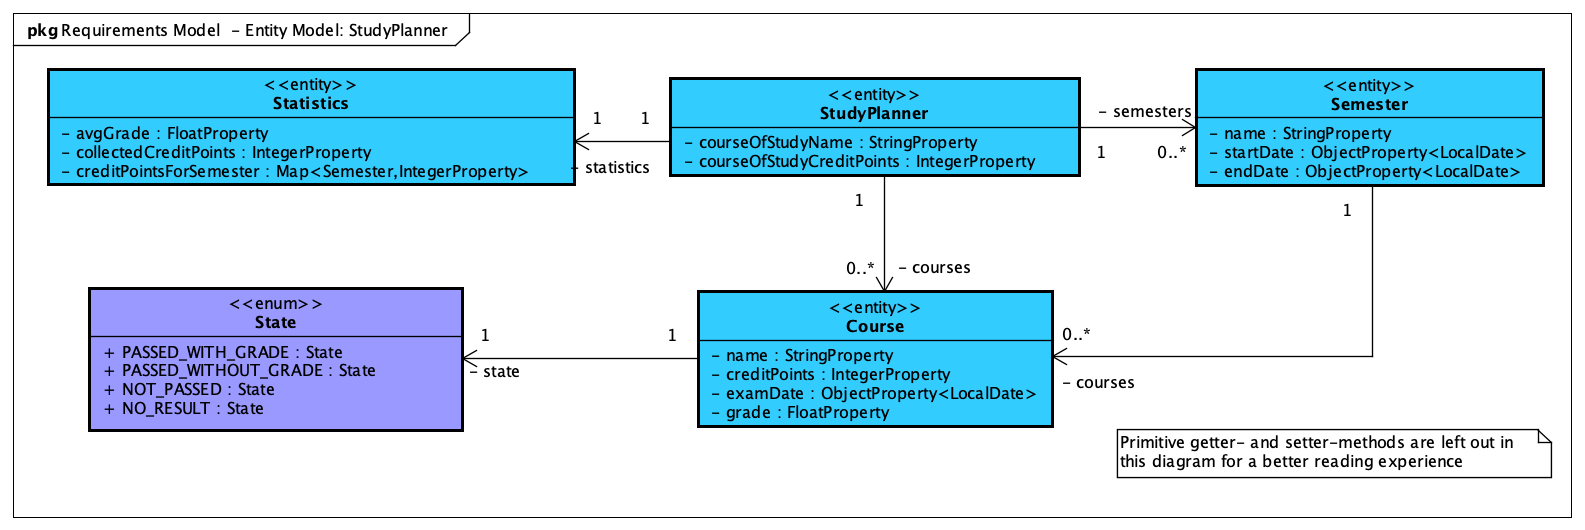 pkg Requirements Model - Entity Model: StudyPlanner
<<entity>>
Statistics
- avgGrade : FloatProperty
- collectedCreditPoints : IntegerProperty
- creditPointsForSemester : Map<Semester,IntegerProperty>
1
1
- statistics
<<entity>>
StudyPlanner
- courseOfStudyName : StringProperty
- courseOfStudyCreditPoints : IntegerProperty
- semesters
1
0..*
<<entity>>
Semester
- name : StringProperty
- startDate : ObjectProperty<LocalDate>
- endDate : ObjectProperty<LocalDate>
1
1
0..*
- courses
<<enum>>
State
+ PASSED_WITH_GRADE : State
+ PASSED_WITHOUT_GRADE : State
+ NOT_PASSED : State
+ NO_RESULT : State
1
1
- state
<<entity>>
Course
- name : StringProperty
- creditPoints : IntegerProperty
- examDate : ObjectProperty<LocalDate>
- grade : FloatProperty
0..*
- courses
Primitive getter- and setter-methods are left out in
this diagram for a better reading experience